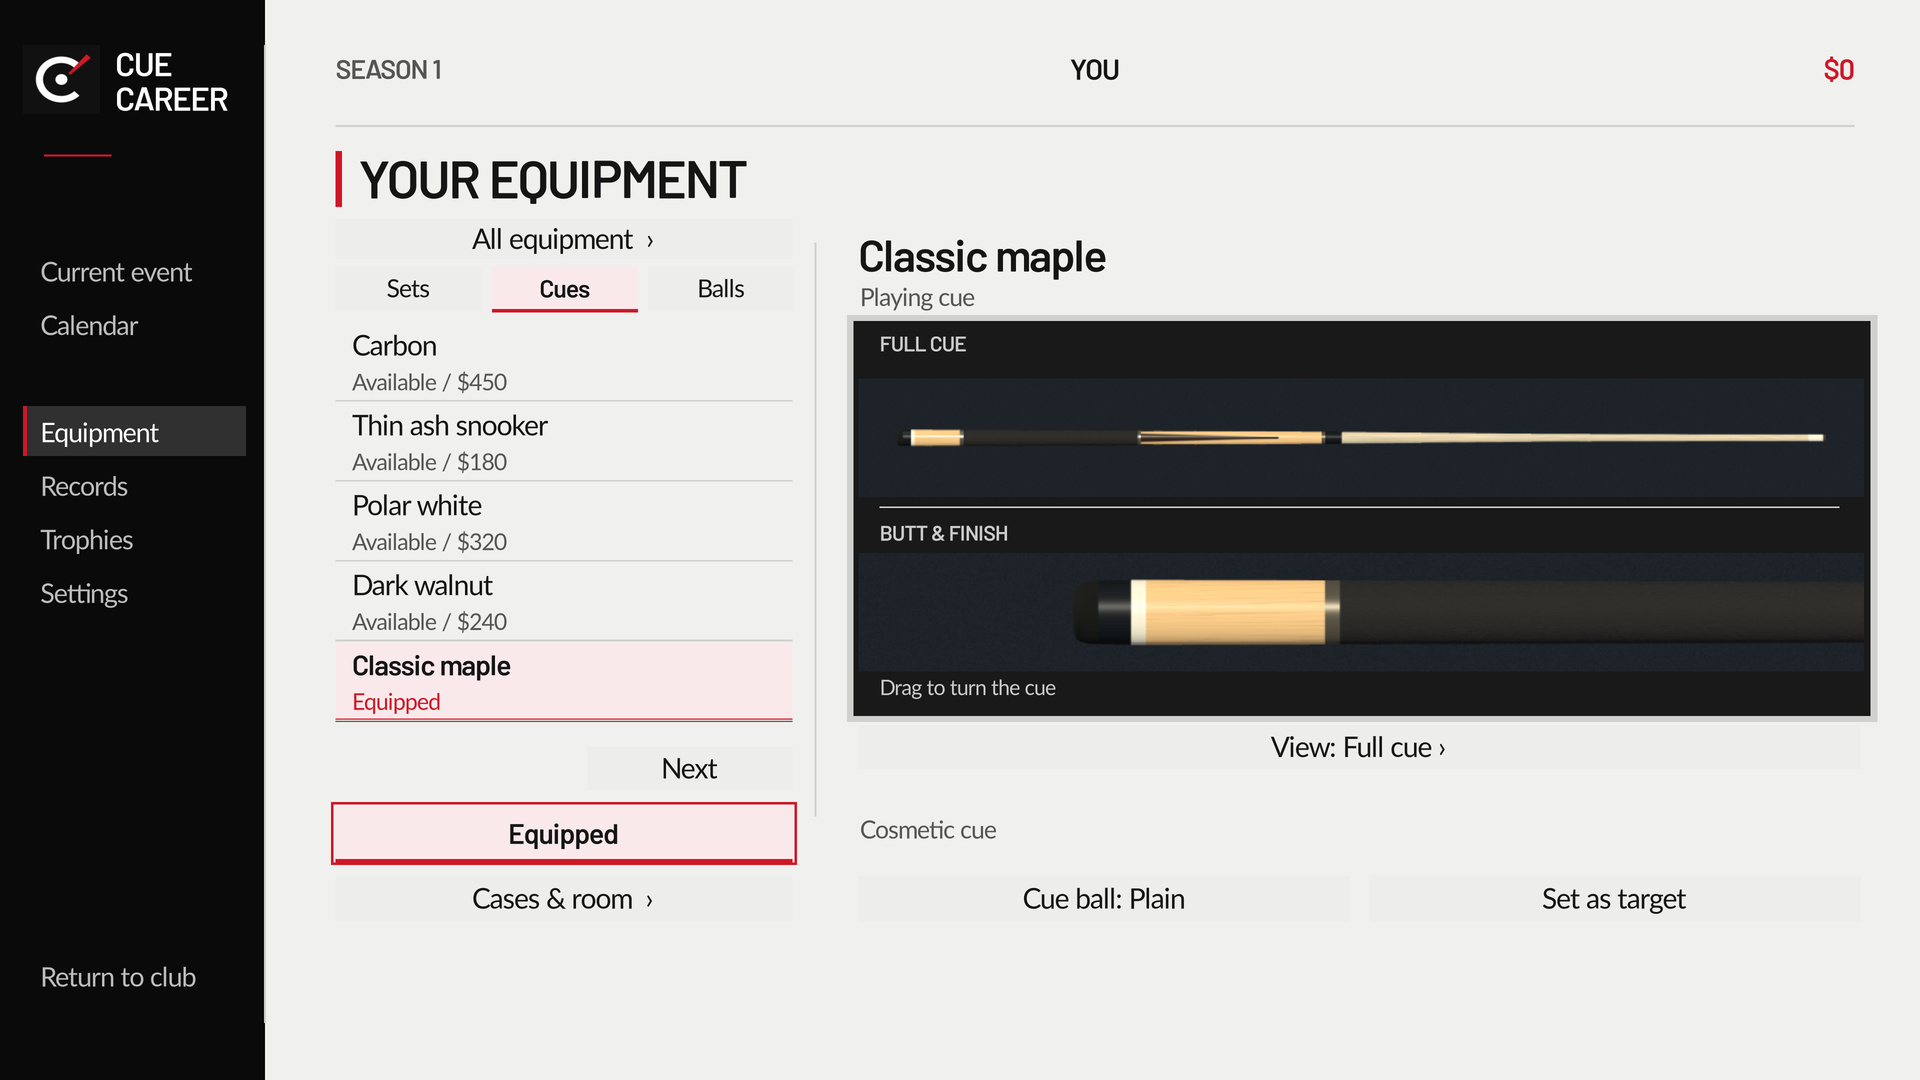 CUE
CAREER
SEASON 1
YOU
$0
YOUR EQUIPMENT
Current event
Calendar
Equipment
Records
Trophies
Settings
Return to club
All equipment ›
Sets
Cues
Balls
Carbon
Available / $450
Thin ash snooker
Available / $180
Polar white
Available / $320
Dark walnut
Available / $240
Classic maple
Equipped
Next
Equipped
Cases & room ›
Classic maple
Playing cue
FULL CUE
BUTT & FINISH
Drag to turn the cue
View: Full cue ›
Cosmetic cue
Cue ball: Plain
Set as target